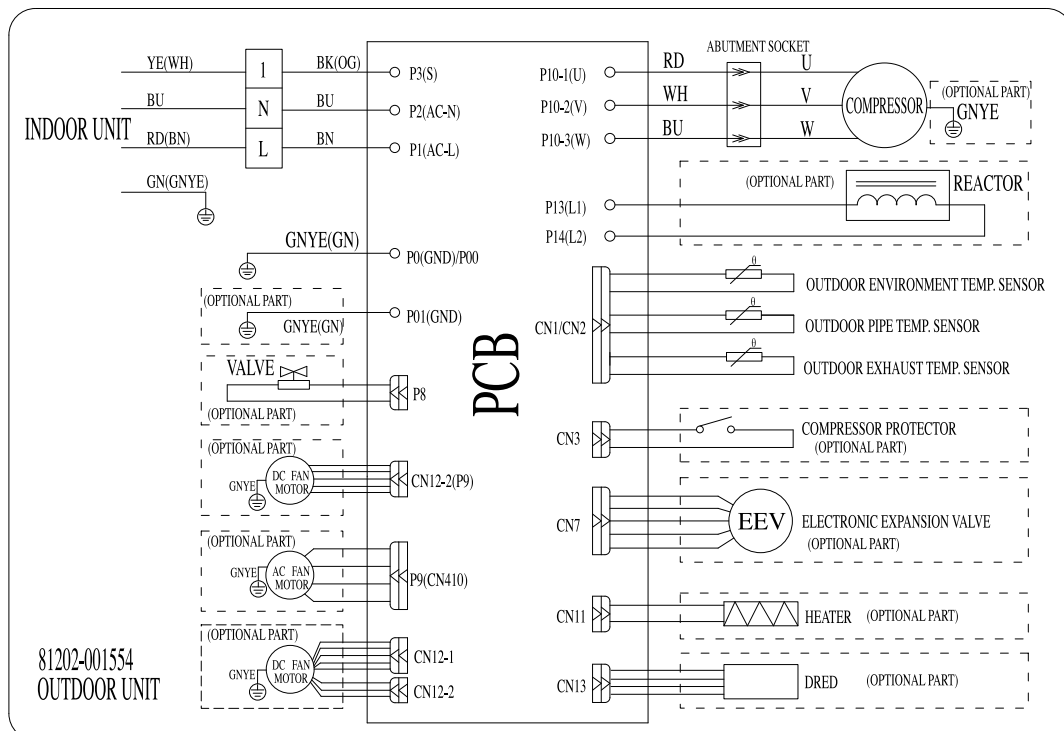 INDOOR UNIT
YE(WH)
1
BK(OG)
P3(S)
BU
N
BU
P2(AC-N)
RD(BN)
L
BN
P1(AC-L)
GN(GNYE)
GNYE(GN)
P0(GND)/P00
(OPTIONAL PART)
GNYE(GN)
P01(GND)
VALVE
P8
(OPTIONAL PART)
(OPTIONAL PART)
GNYE
DC FAN
MOTOR
CN12-2(P9)
(OPTIONAL PART)
GNYE
AC FAN
MOTOR
P9(CN410)
(OPTIONAL PART)
GNYE
DC FAN
MOTOR
CN12-1
CN12-2
81202-001554
OUTDOOR UNIT
PCB
ABUTMENT SOCKET
P10-1(U)
RD
U
P10-2(V)
WH
V
P10-3(W)
BU
W
COMPRESSOR
(OPTIONAL PART)
GNYE
(OPTIONAL PART)
REACTOR
P13(L1)
P14(L2)
CN1/CN2
θ
OUTDOOR ENVIRONMENT TEMP. SENSOR
θ
OUTDOOR PIPE TEMP. SENSOR
θ
OUTDOOR EXHAUST TEMP. SENSOR
CN3
COMPRESSOR PROTECTOR
(OPTIONAL PART)
CN7
EEV
ELECTRONIC EXPANSION VALVE
(OPTIONAL PART)
CN11
HEATER (OPTIONAL PART)
CN13
DRED (OPTIONAL PART)